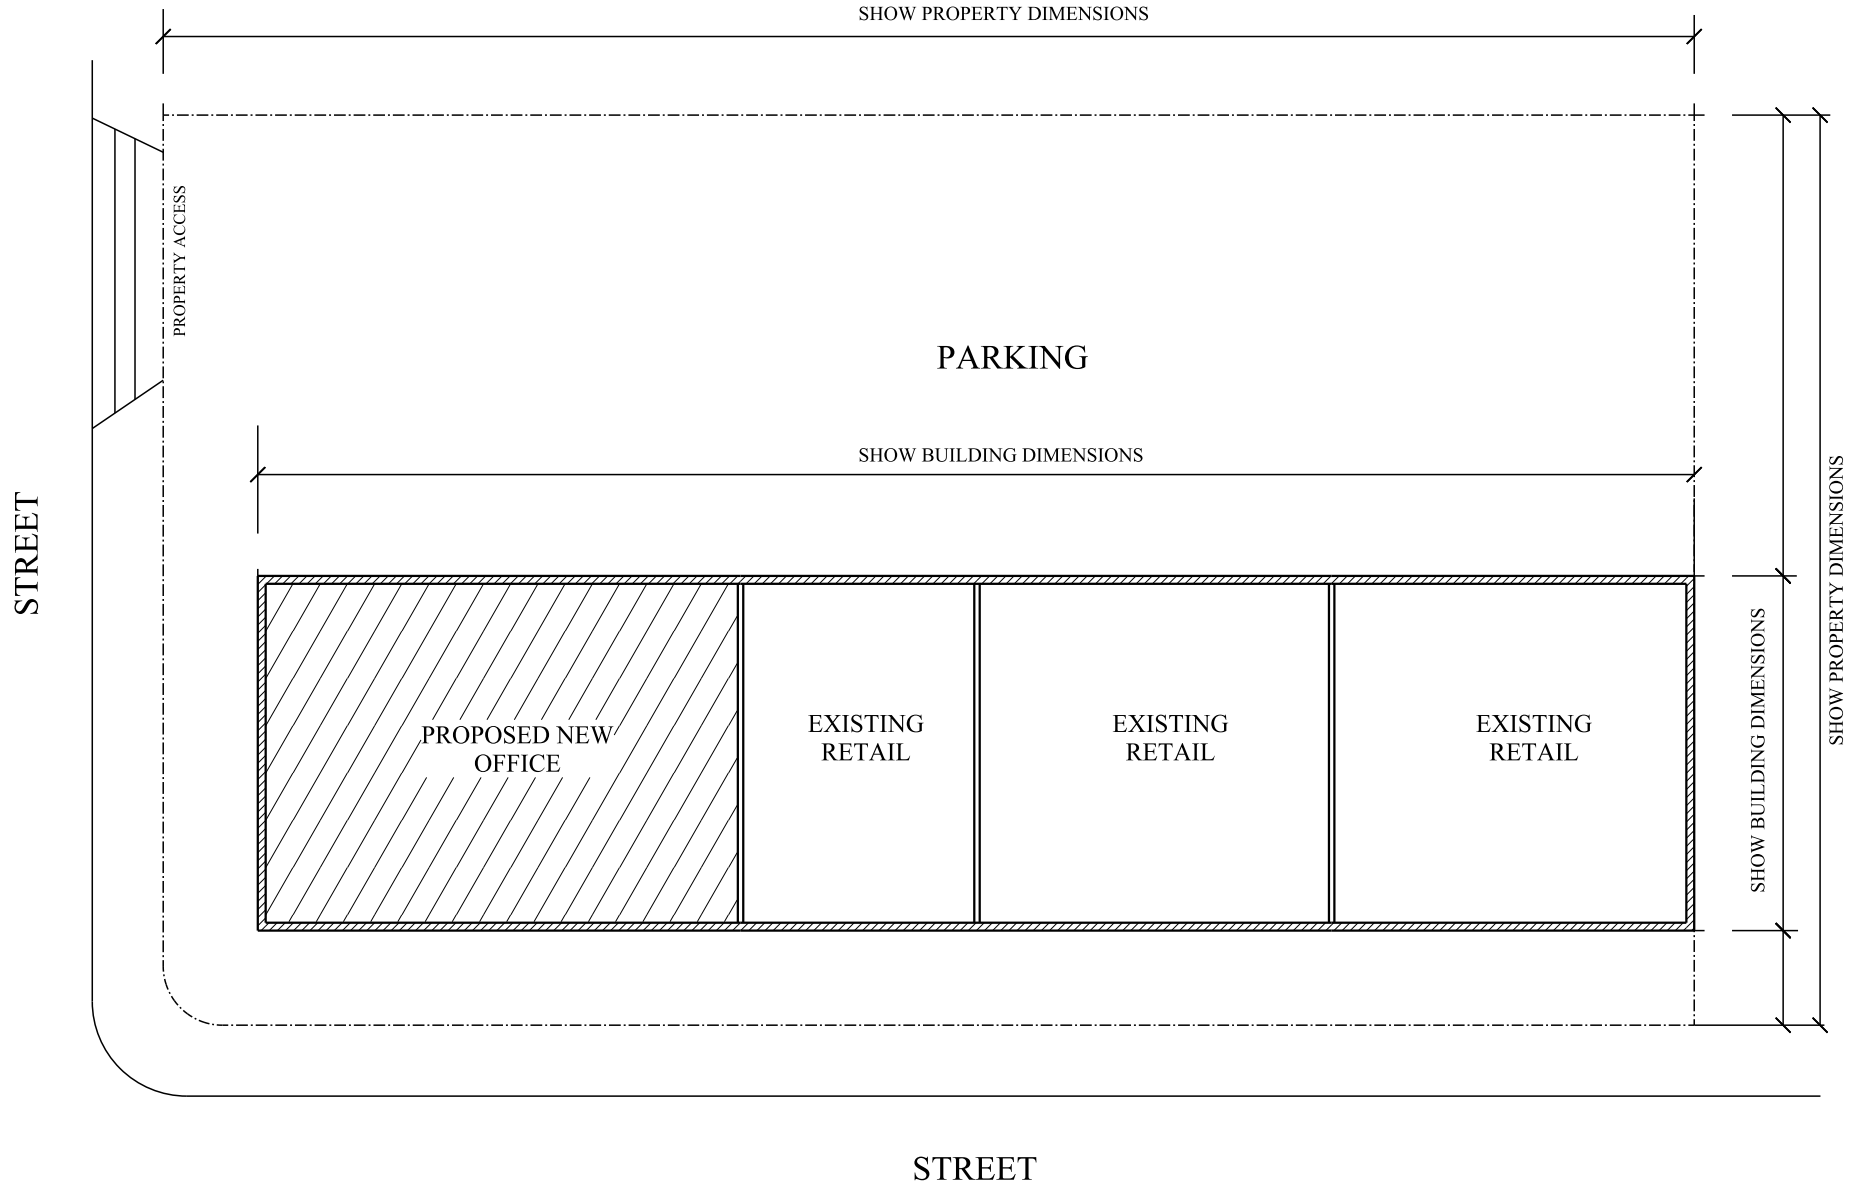 SHOW PROPERTY DIMENSIONS
PROPERTY ACCESS
PARKING
SHOW BUILDING DIMENSIONS
STREET
SHOW PROPERTY DIMENSIONS
SHOW BUILDING DIMENSIONS
PROPOSED NEW
OFFICE
EXISTING
RETAIL
EXISTING
RETAIL
EXISTING
RETAIL
STREET